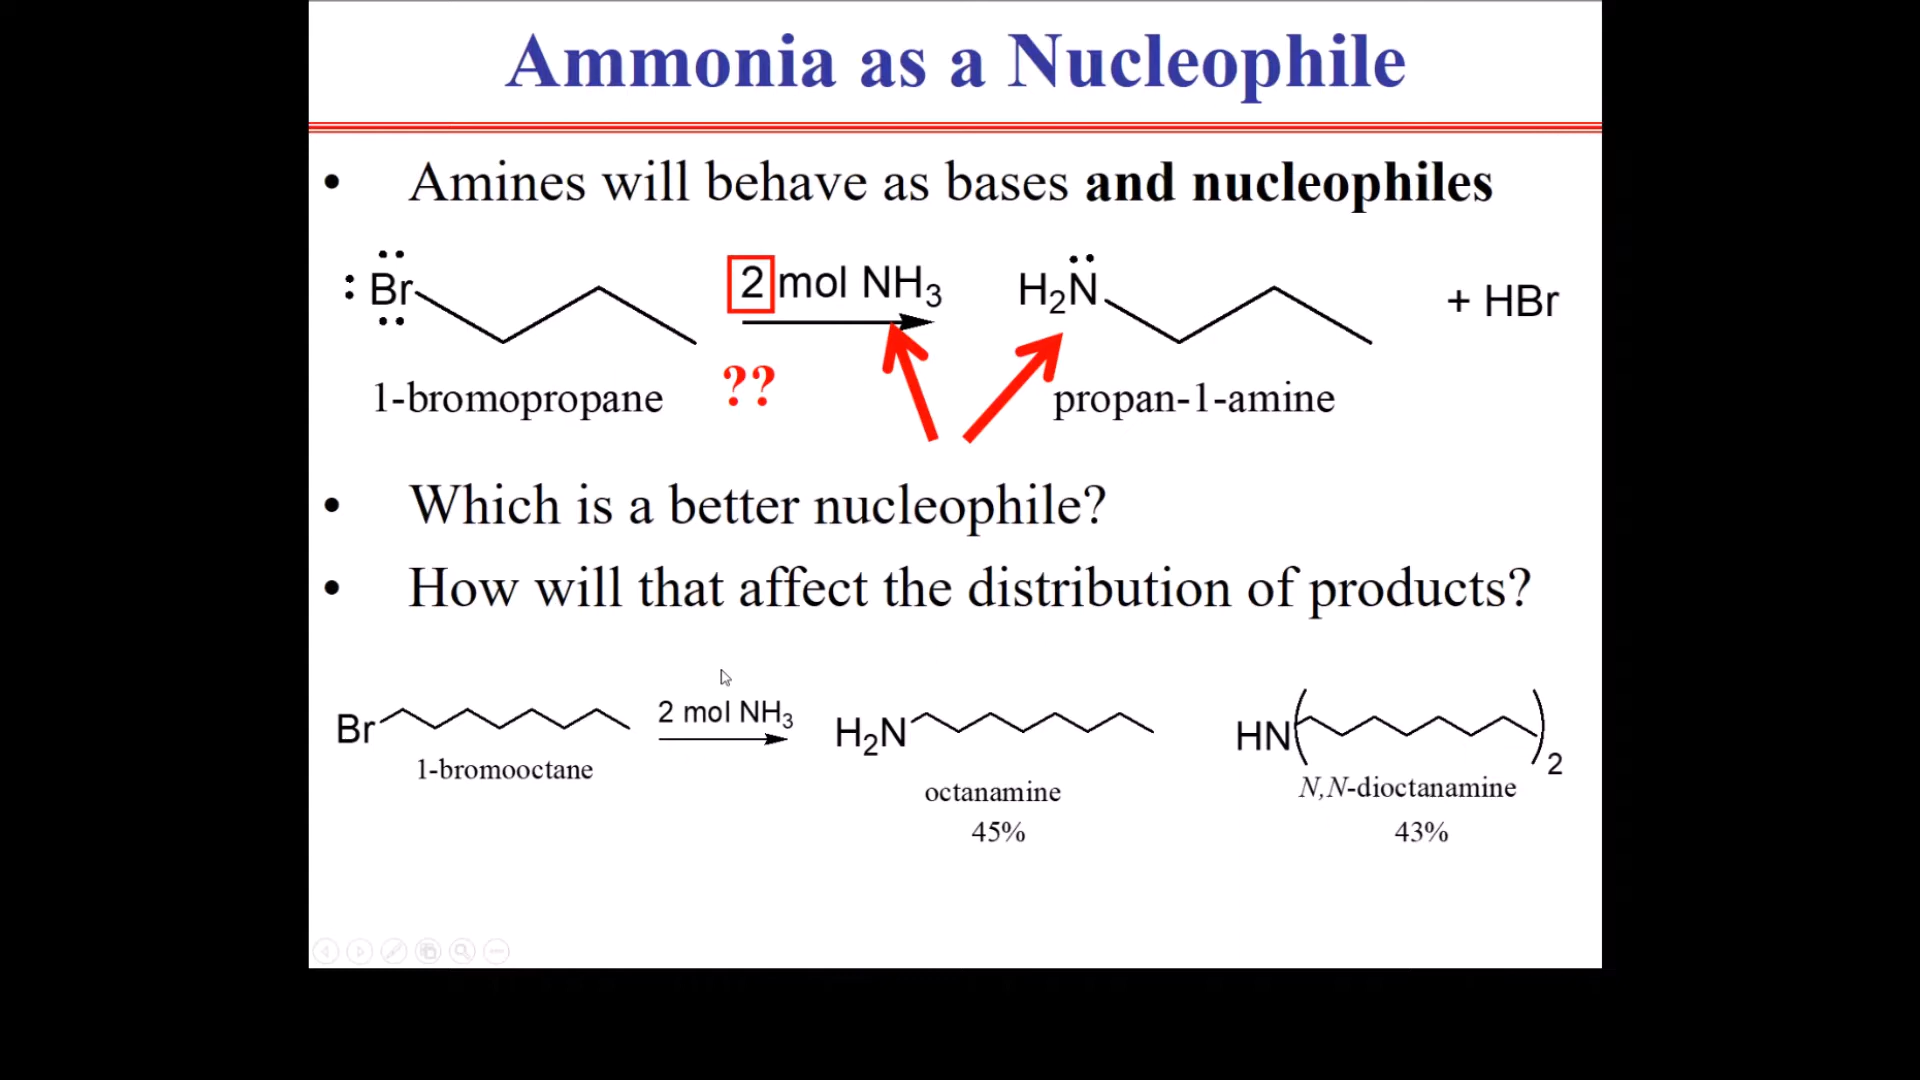 Ammonia as a Nucleophile
• Amines will behave as bases and nucleophiles
Br 2 mol NH3 H2N + HBr
??
1-bromopropane propan-1-amine
• Which is a better nucleophile?
• How will that affect the distribution of products?
Br 2 mol NH3 H2N HN( )2
1-bromooctane octanamine N,N-dioctanamine
45% 43%